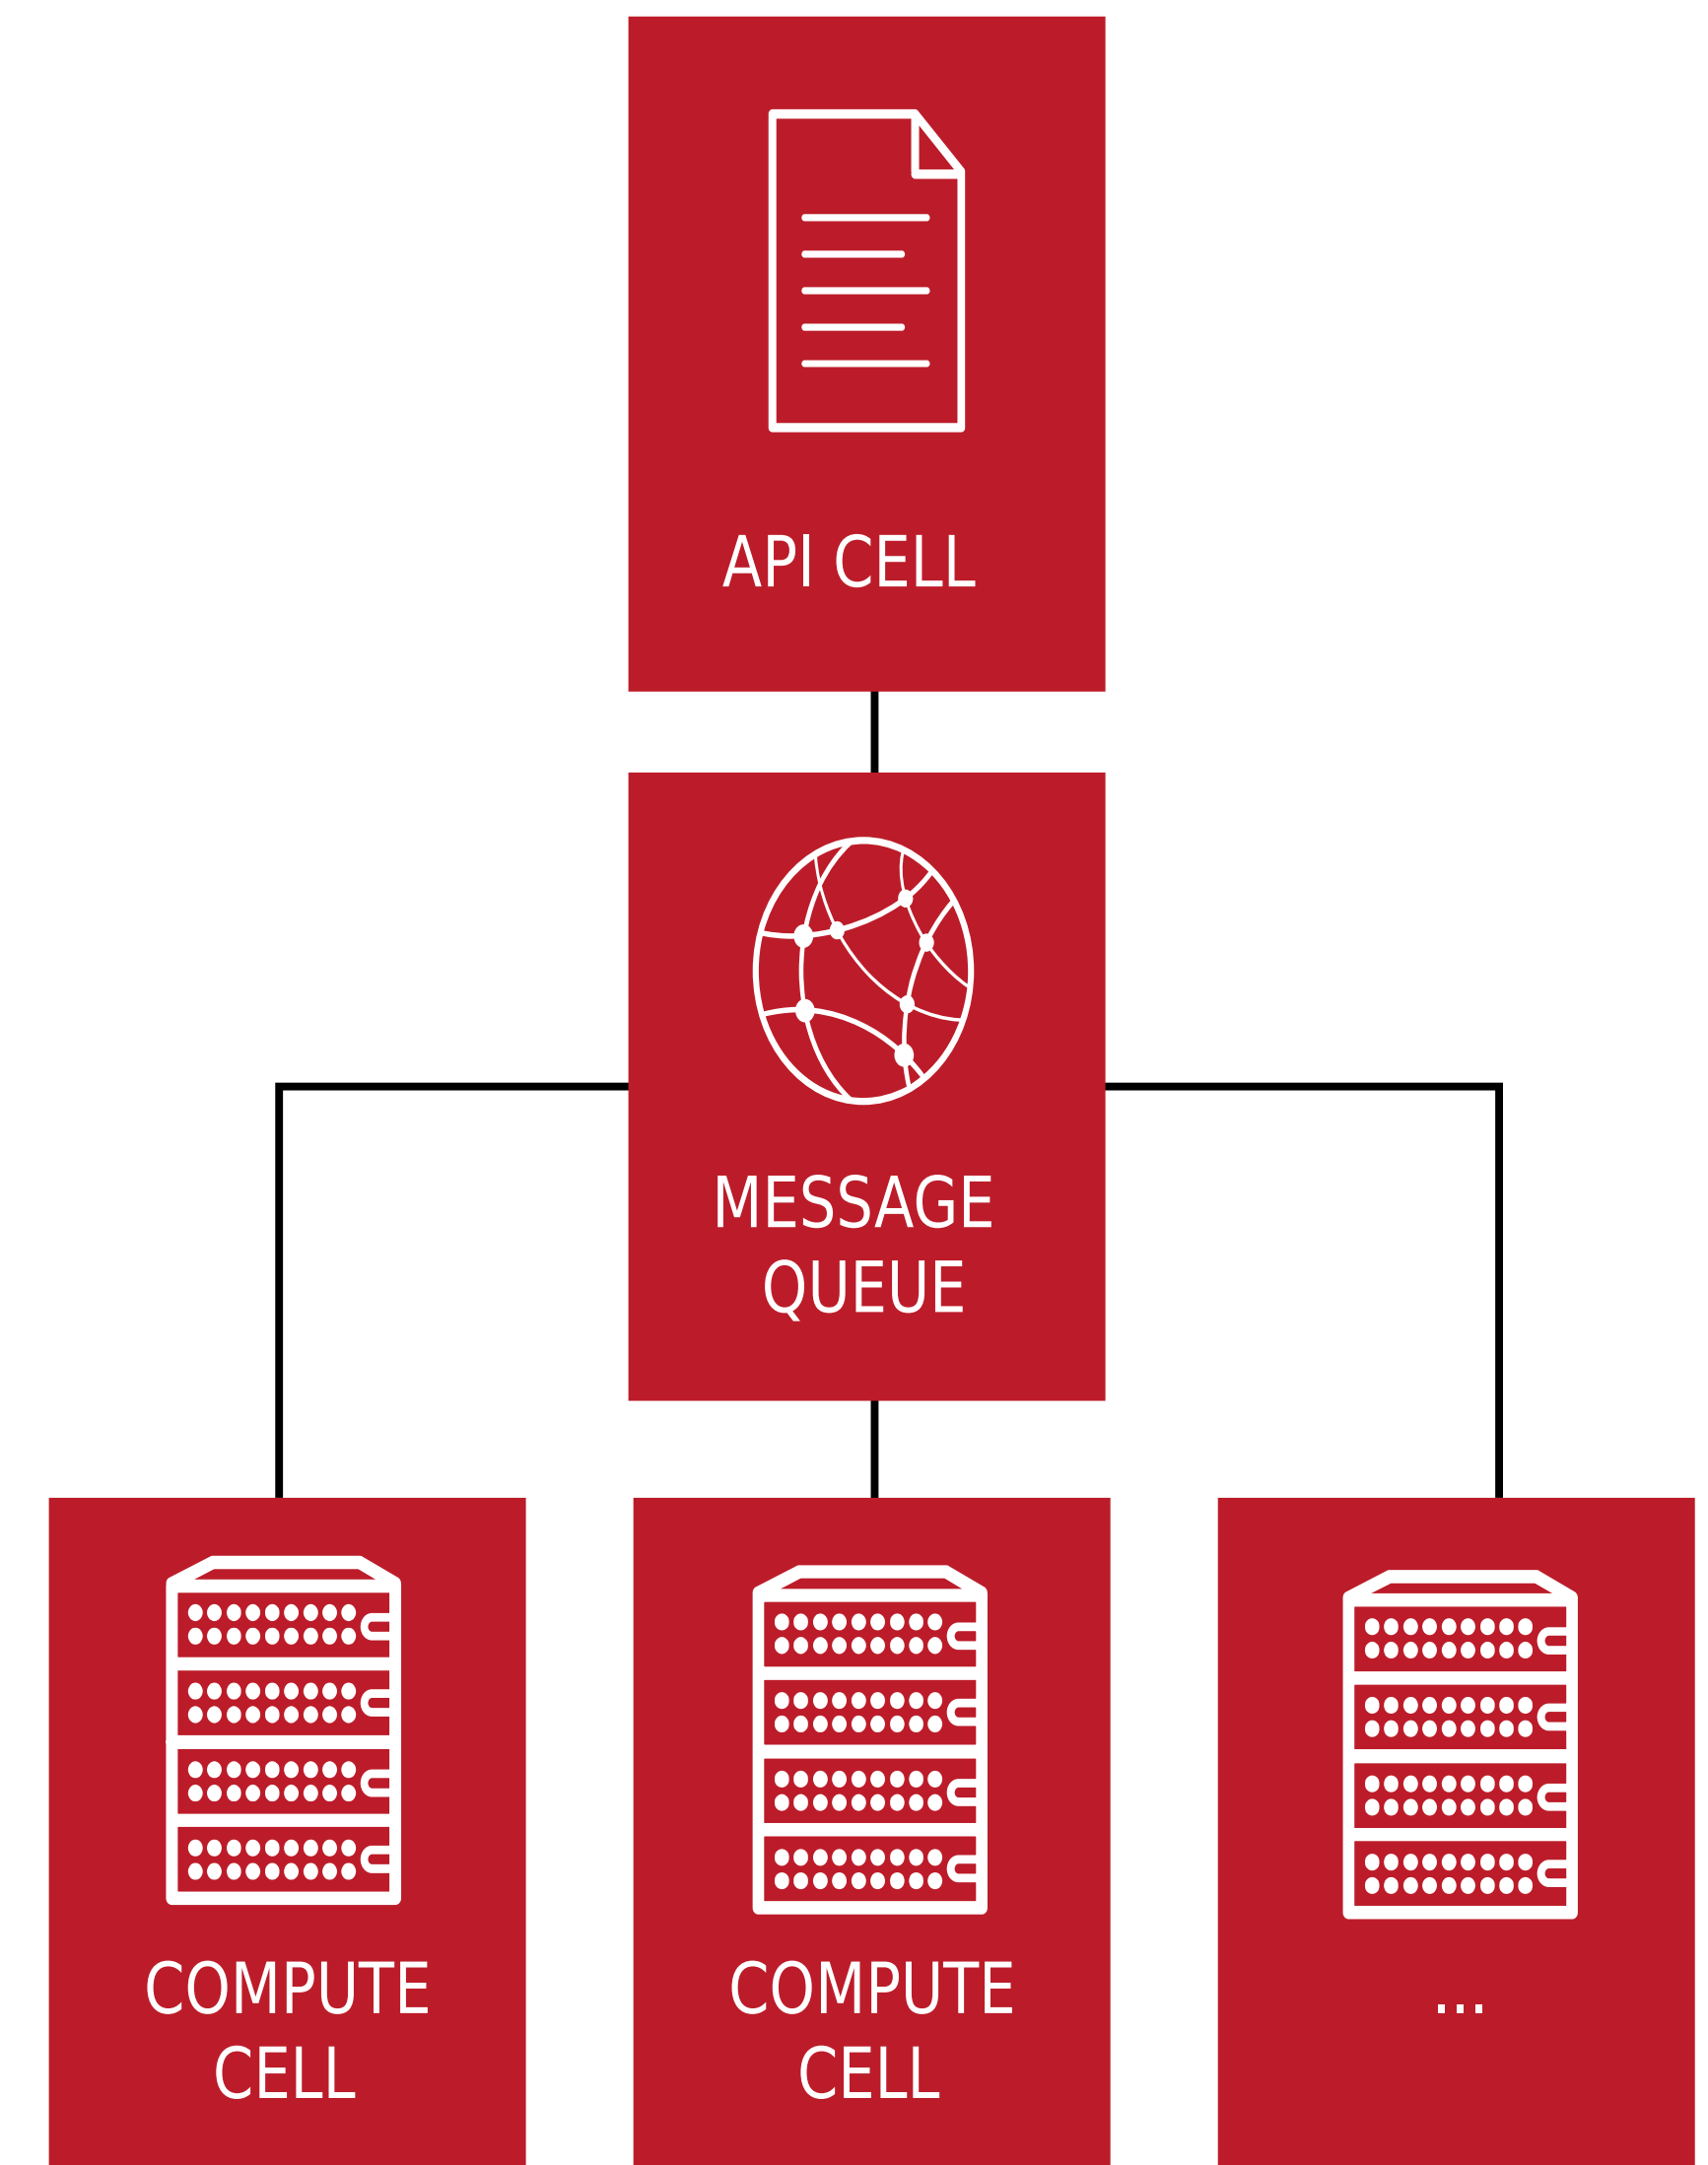 API CELL
MESSAGE
QUEUE
COMPUTE
CELL
COMPUTE
CELL
...